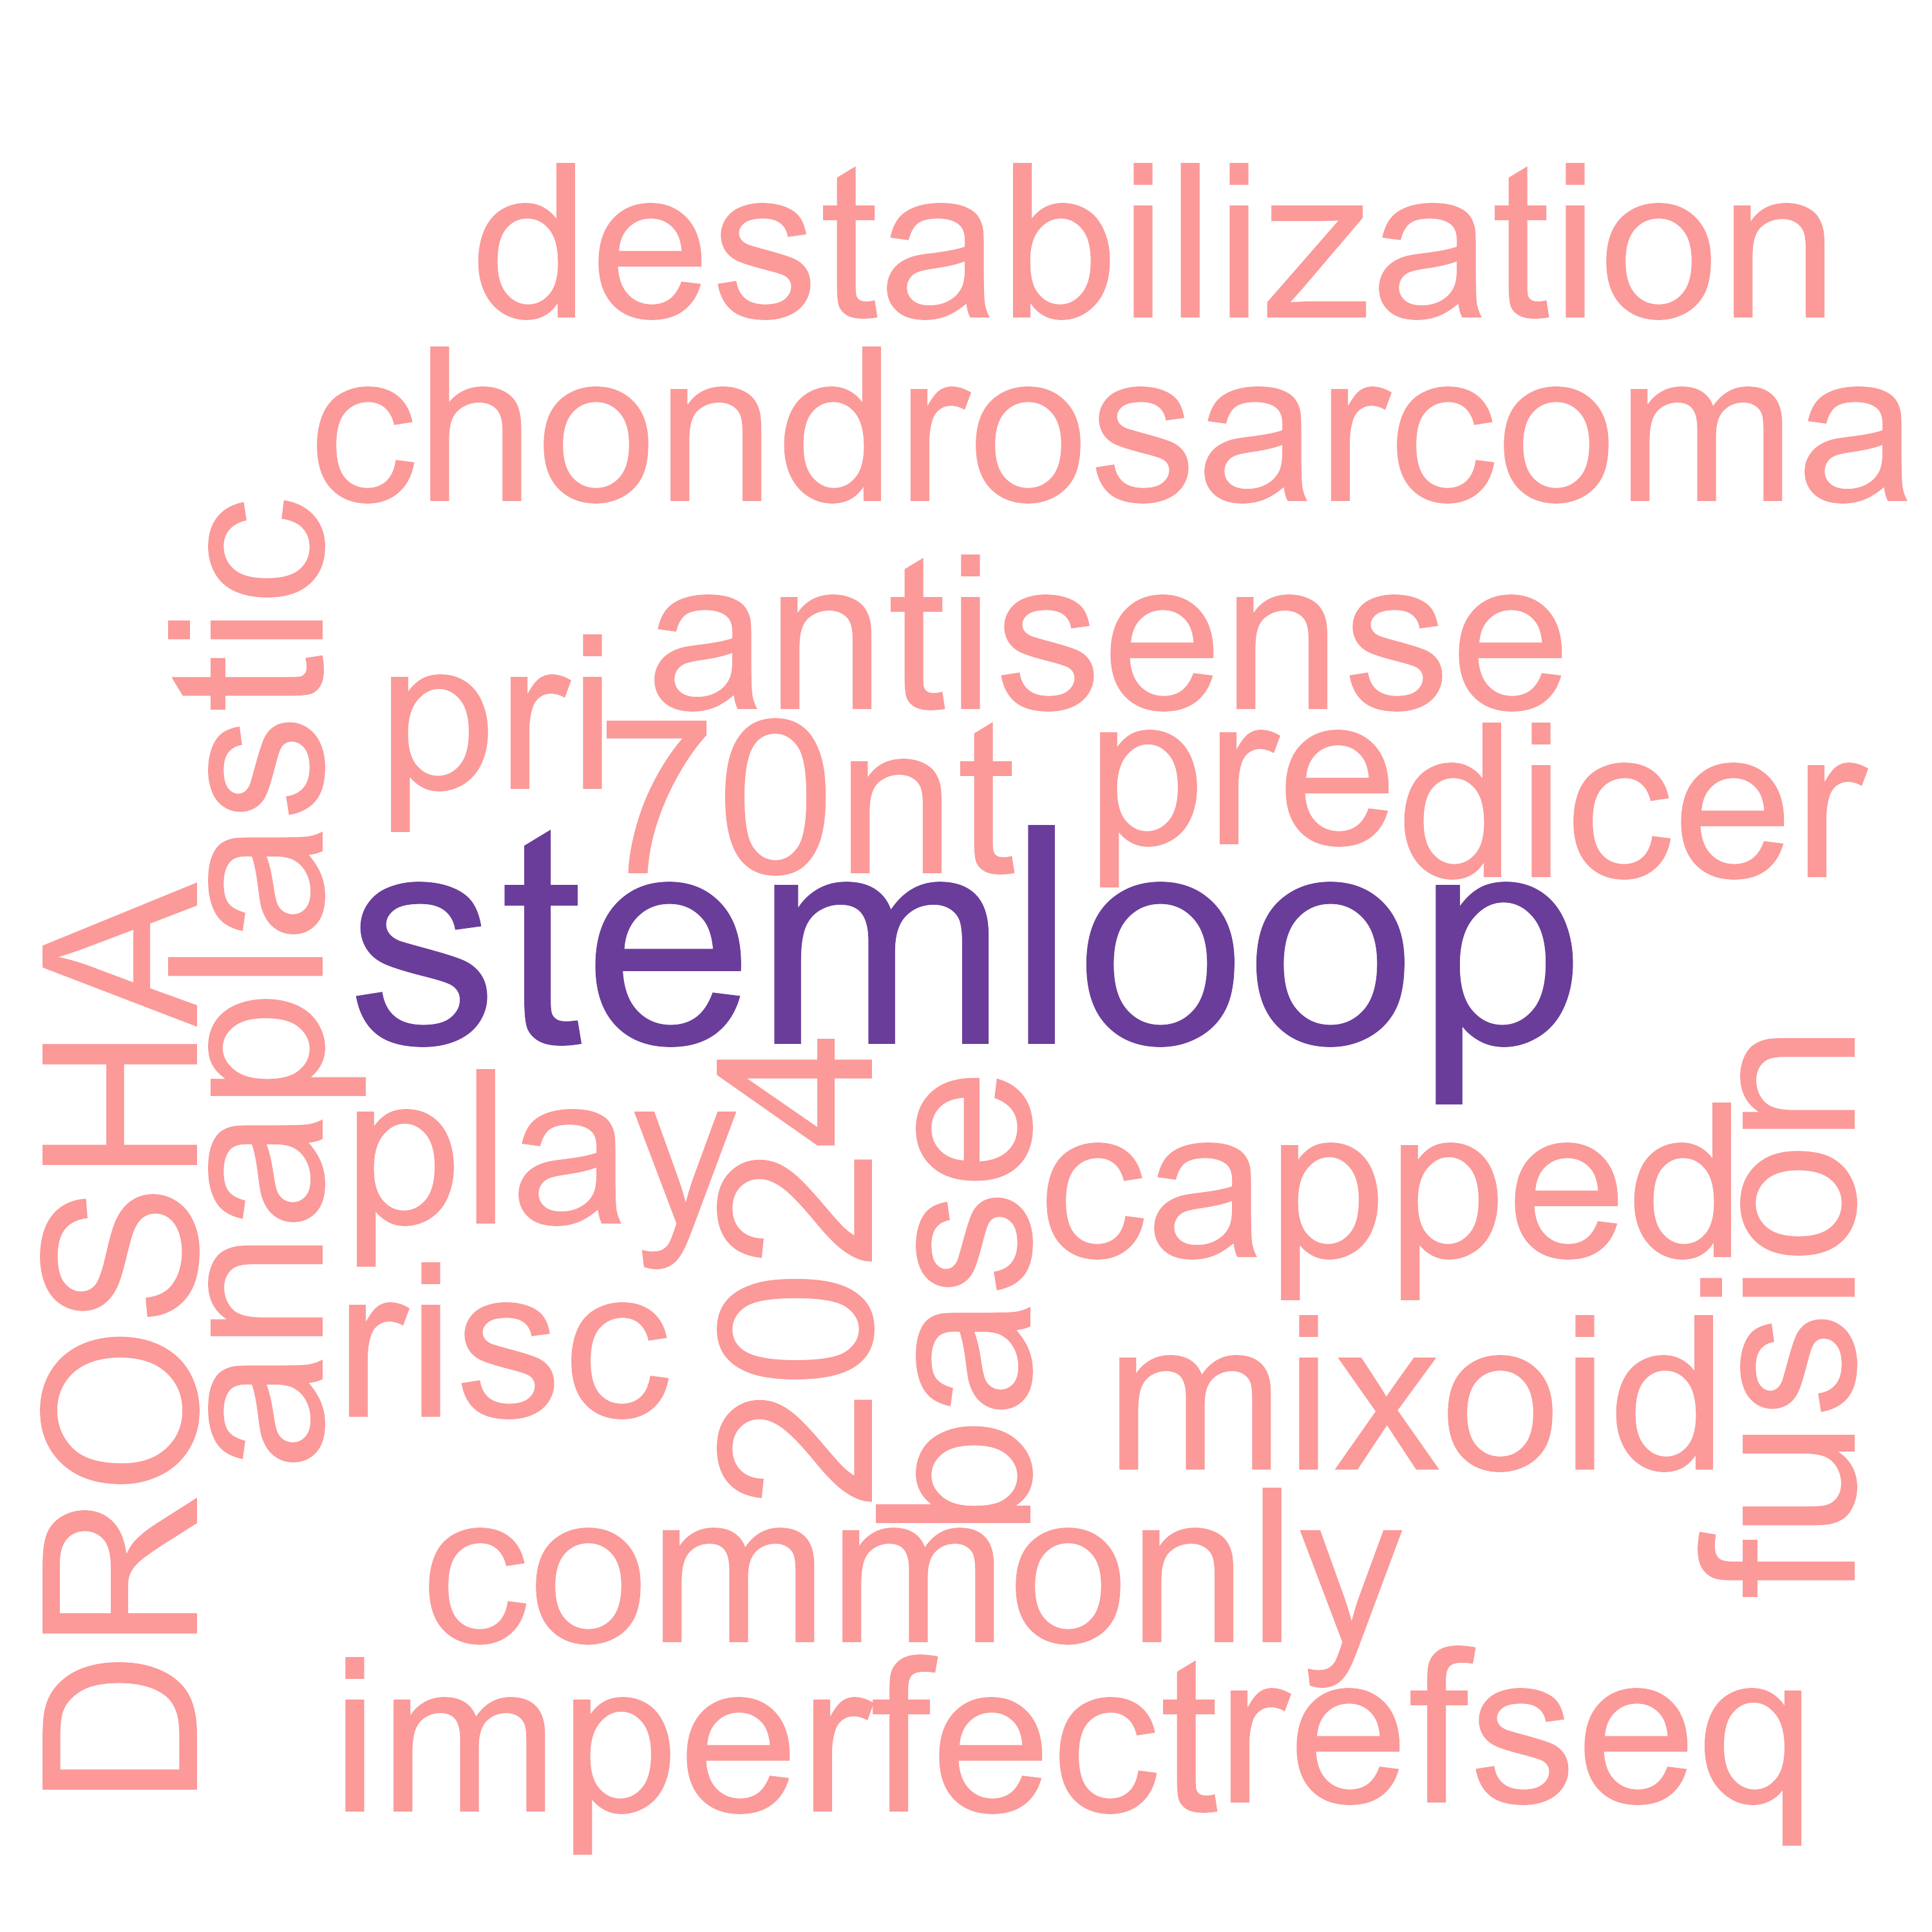 destabilization
chondrosarcoma
anaplastic
antisense
pri
70nt
pre
dicer
stemloop
DROSHA
play
2024
base
capped
fusion
risc
mixoid
commonly
imperfect
refseq